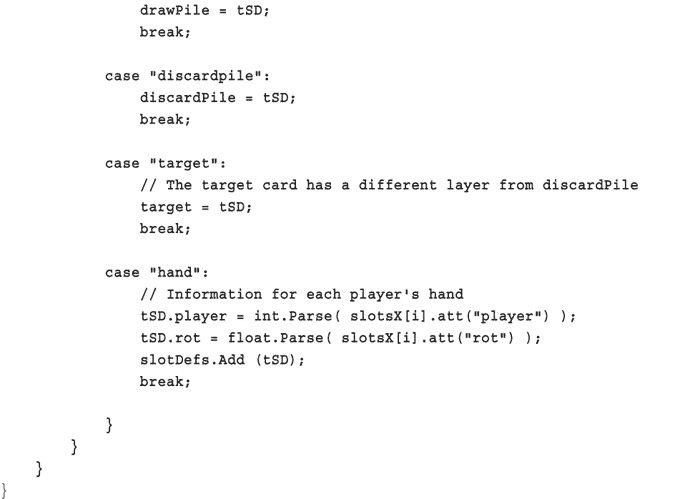 drawPile = tSD;
break;
case "discardpile":
discardPile = tSD;
break;
case "target":
// The target card has a different layer from discardPile
target = tSD;
break;
case "hand":
// Information for each player's hand
tSD.player = int.Parse( slotsX[i].att("player") );
tSD.rot = float.Parse( slotsX[i].att("rot") );
slotDefs.Add (tSD);
break;
}
}
}
}